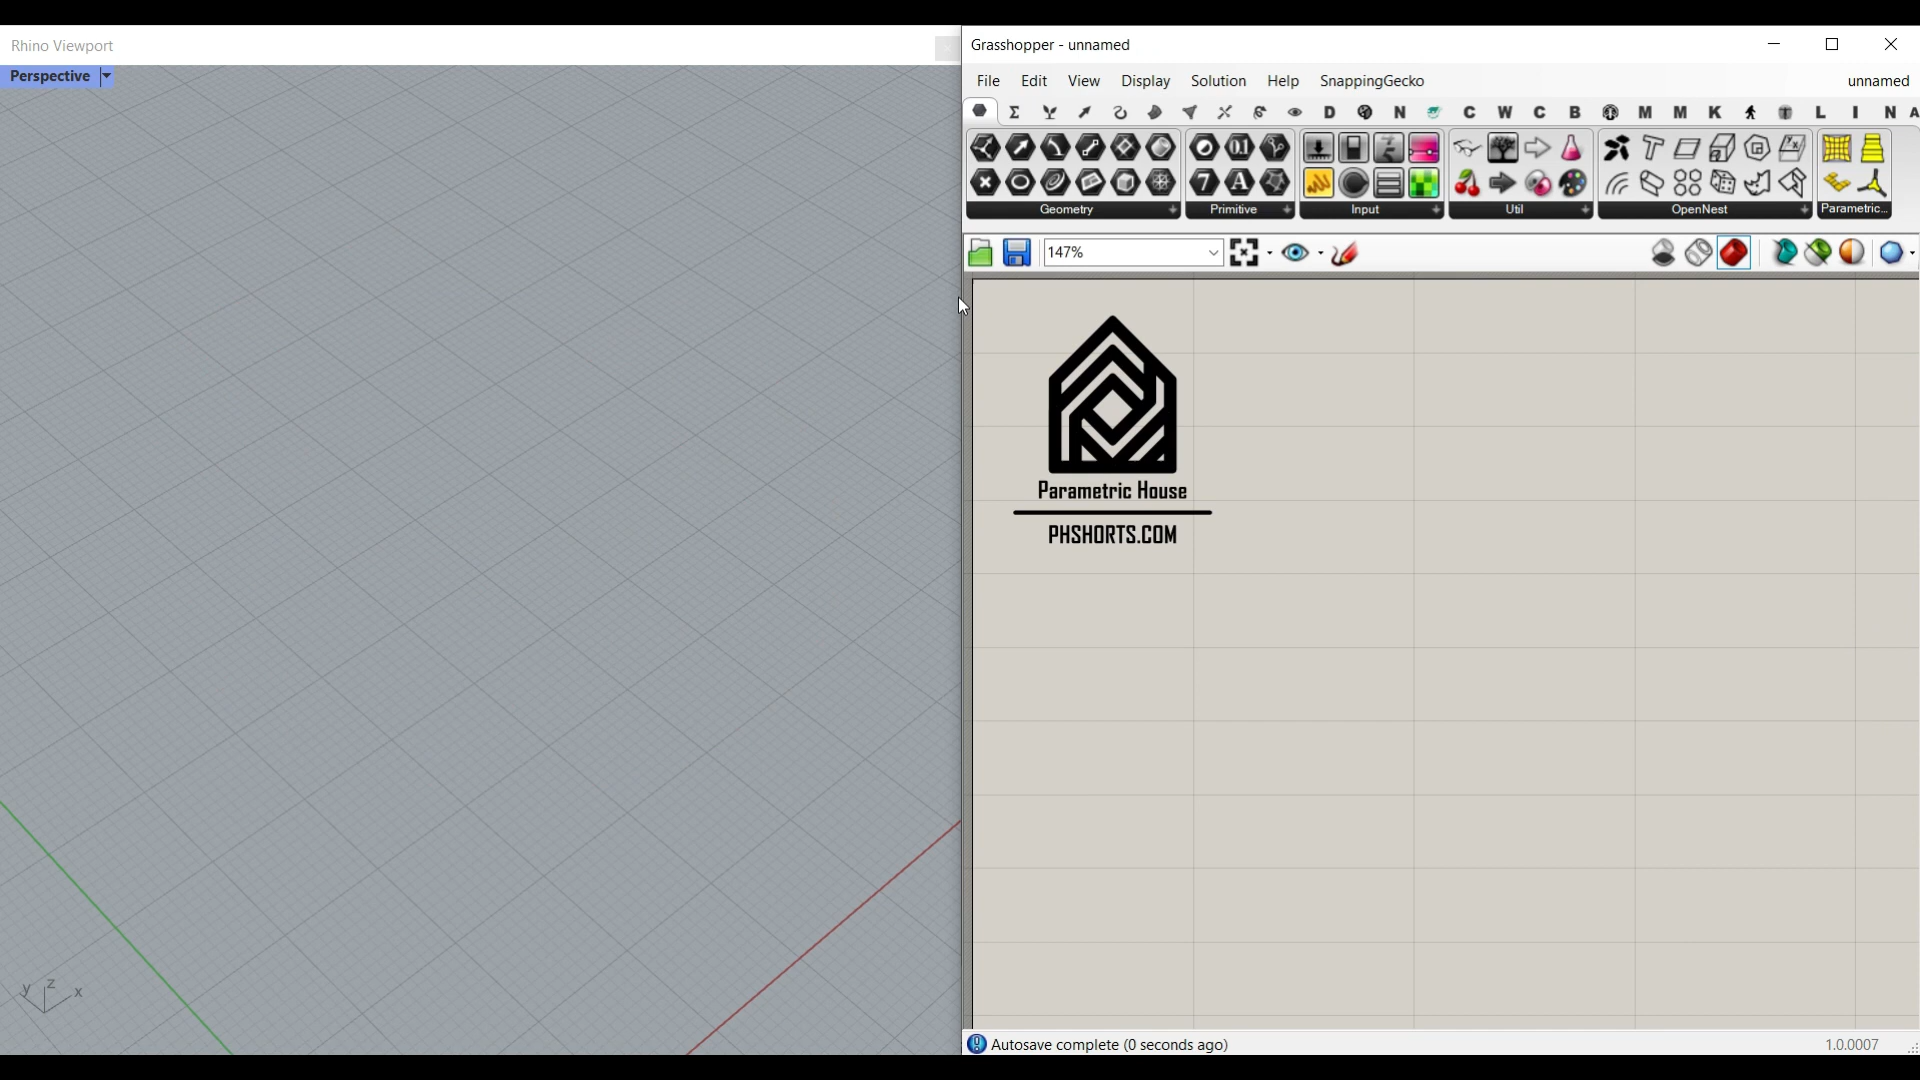 Rhino Viewport
Perspective
y z x
Grasshopper - unnamed
File Edit View Display Solution Help SnappingGecko unnamed
D N C W C B M M K L I N A
Geometry Primitive Input Util OpenNest Parametric...
147%
Parametric House
PHSHORTS.COM
Autosave complete (0 seconds ago) 1.0.0007